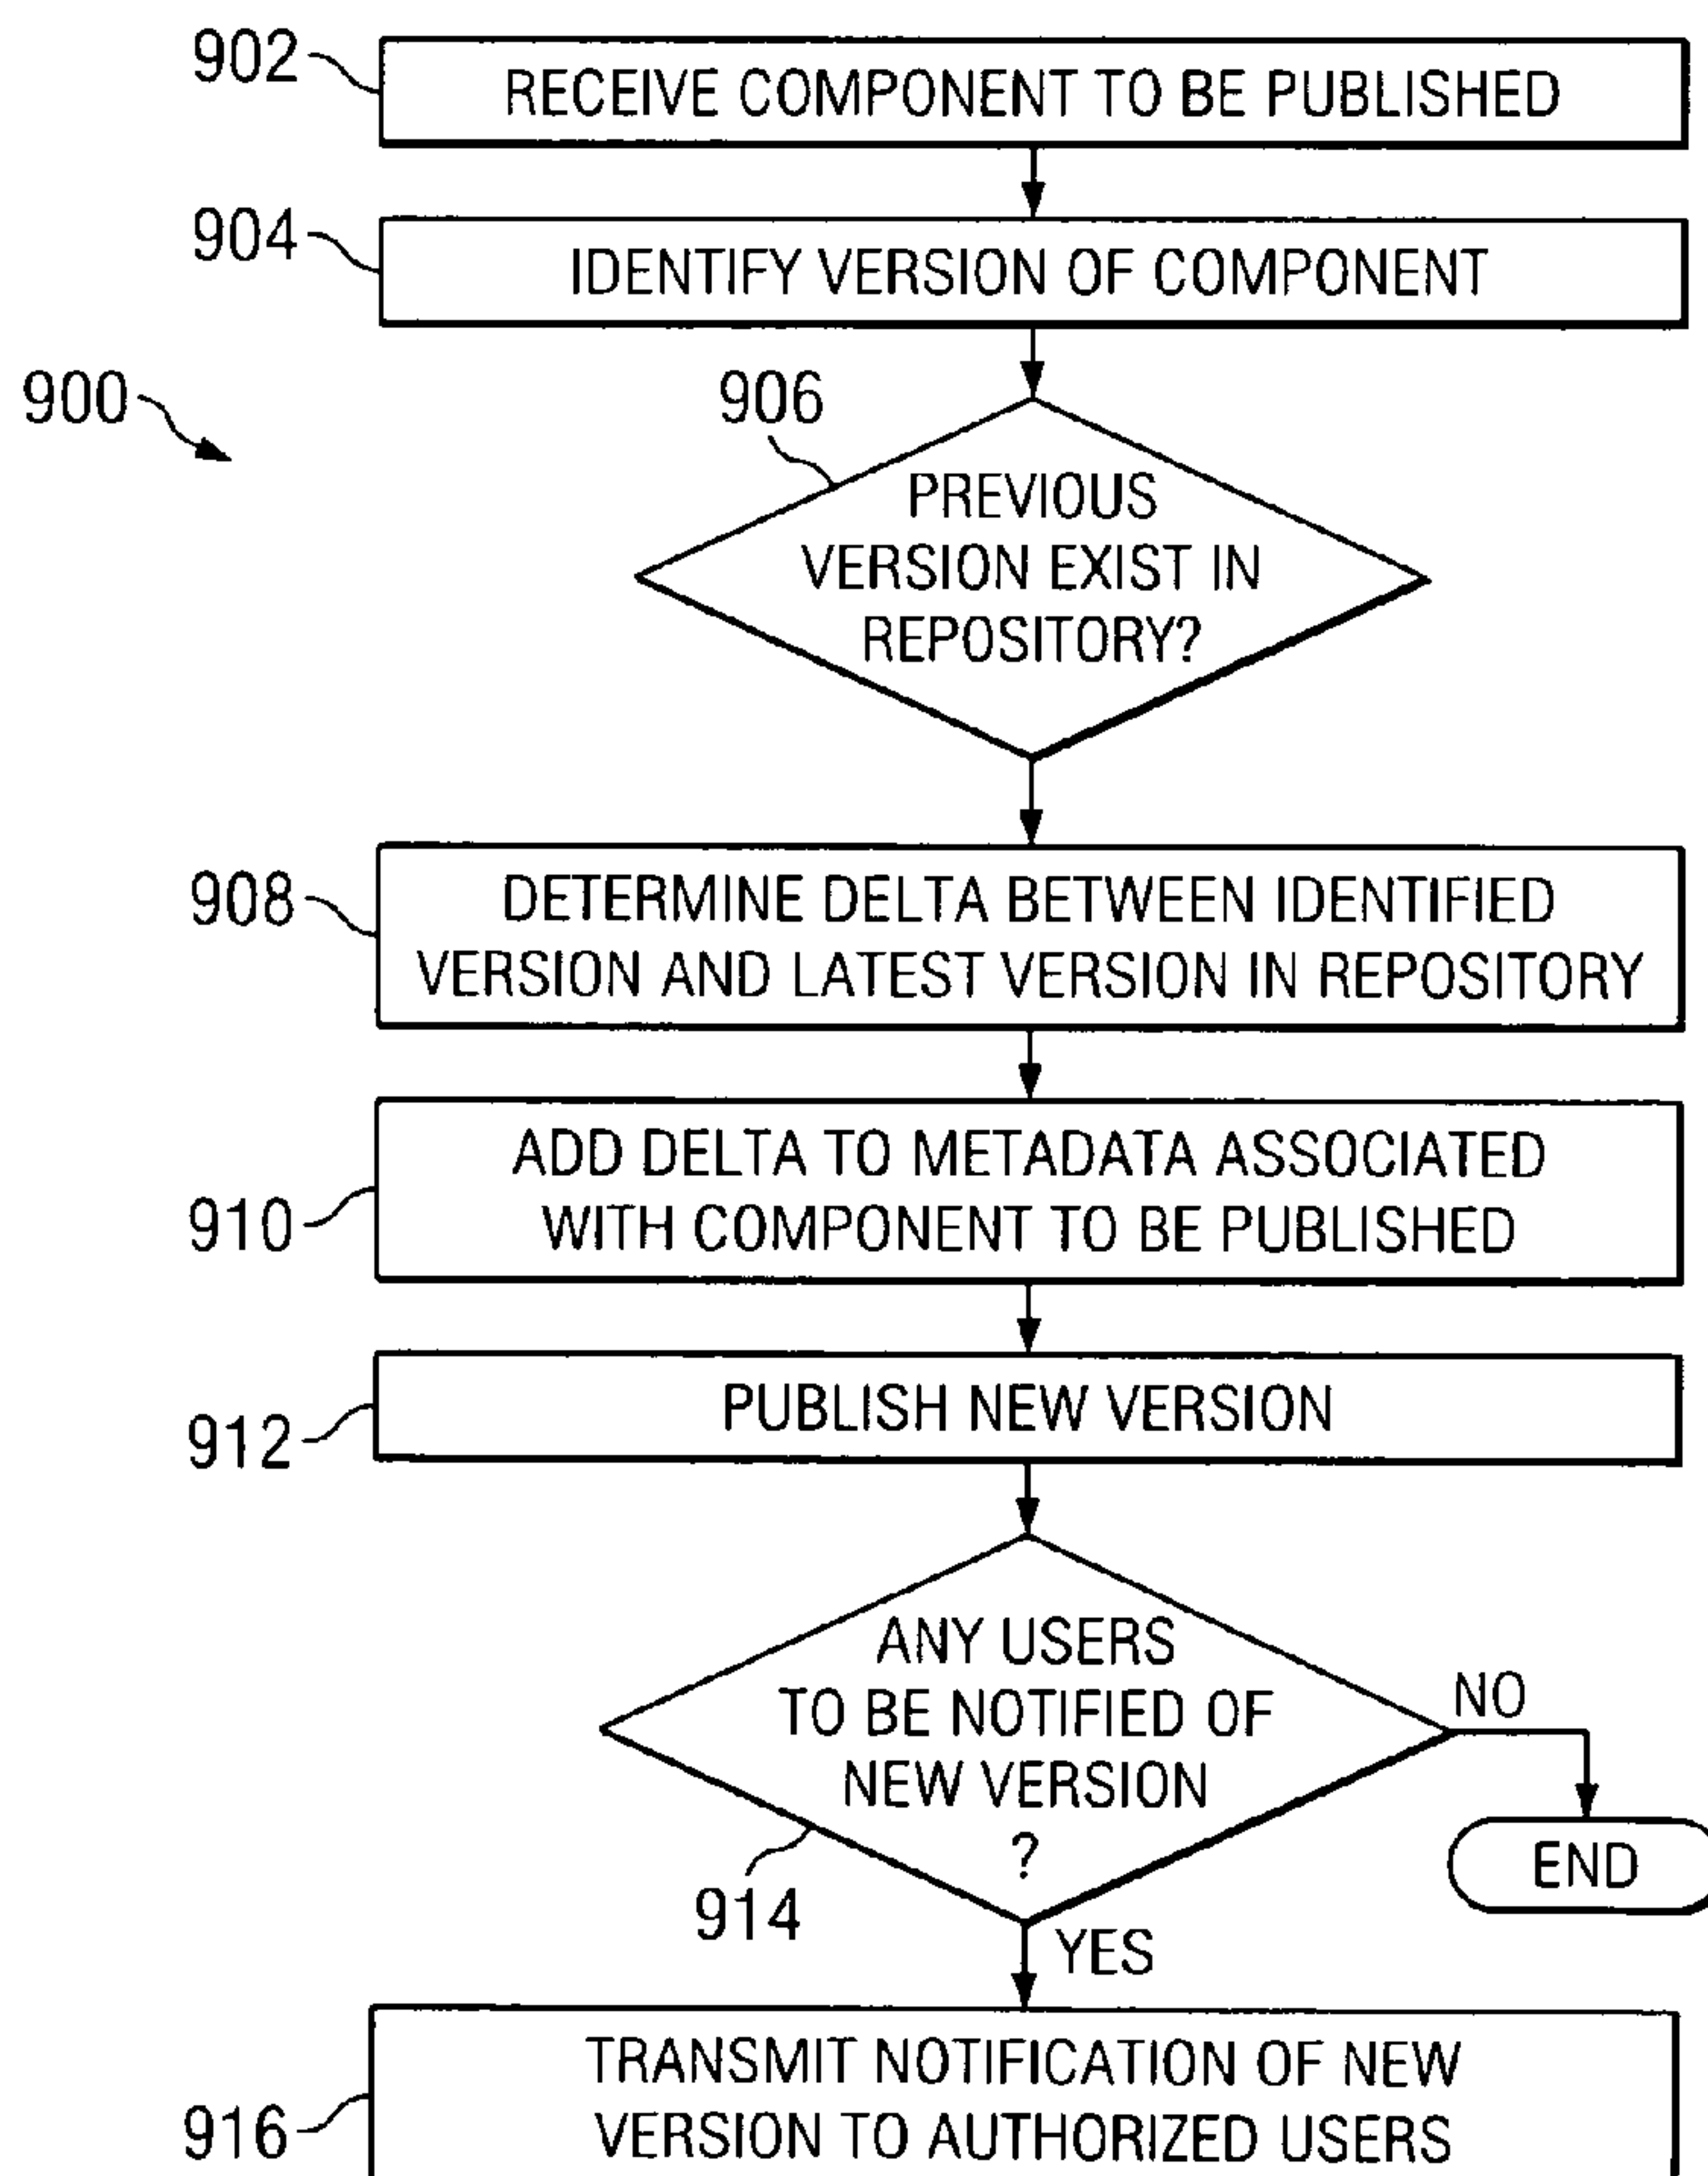 902
RECEIVE COMPONENT TO BE PUBLISHED
904
IDENTIFY VERSION OF COMPONENT
900
906
PREVIOUS
VERSION EXIST IN
REPOSITORY?
908
DETERMINE DELTA BETWEEN IDENTIFIED
VERSION AND LATEST VERSION IN REPOSITORY
910
ADD DELTA TO METADATA ASSOCIATED
WITH COMPONENT TO BE PUBLISHED
912
PUBLISH NEW VERSION
ANY USERS
TO BE NOTIFIED OF
NEW VERSION
?
NO
END
914
YES
916
TRANSMIT NOTIFICATION OF NEW
VERSION TO AUTHORIZED USERS